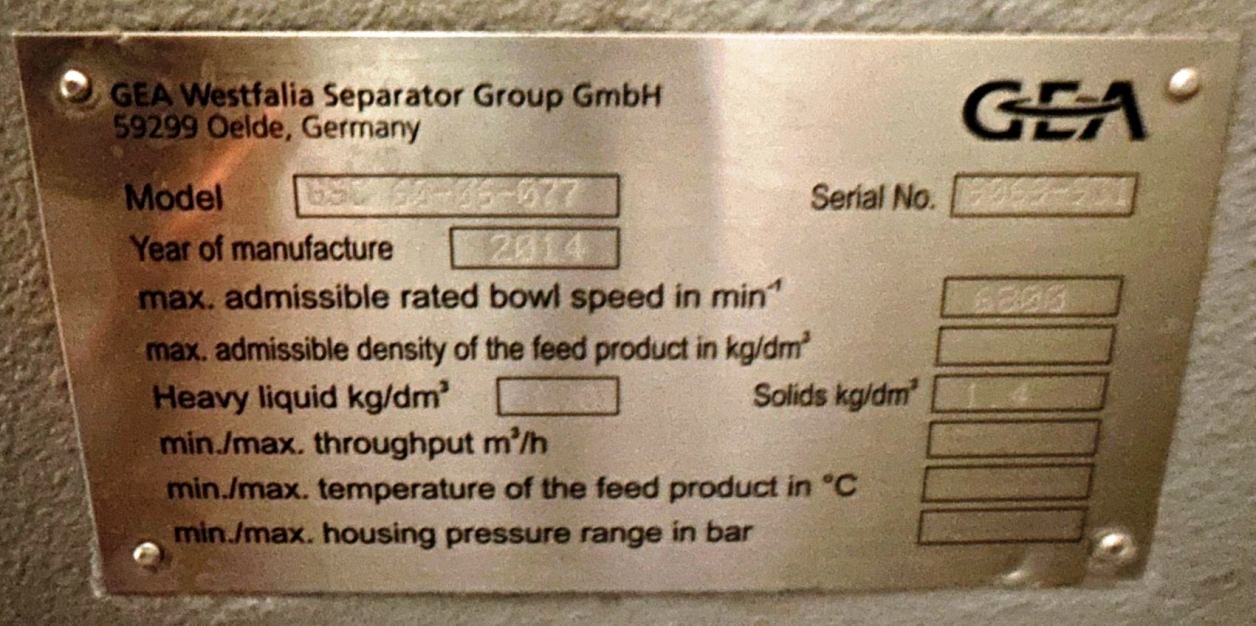 GEA Westfalia Separator Group GmbH
59299 Oelde, Germany
GEA
Model
Serial No.
Year of manufacture 2014
max. admissible rated bowl speed in min⁻¹
max. admissible density of the feed product in kg/dm³
Heavy liquid kg/dm³ Solids kg/dm³
min./max. throughput m³/h
min./max. temperature of the feed product in °C
min./max. housing pressure range in bar